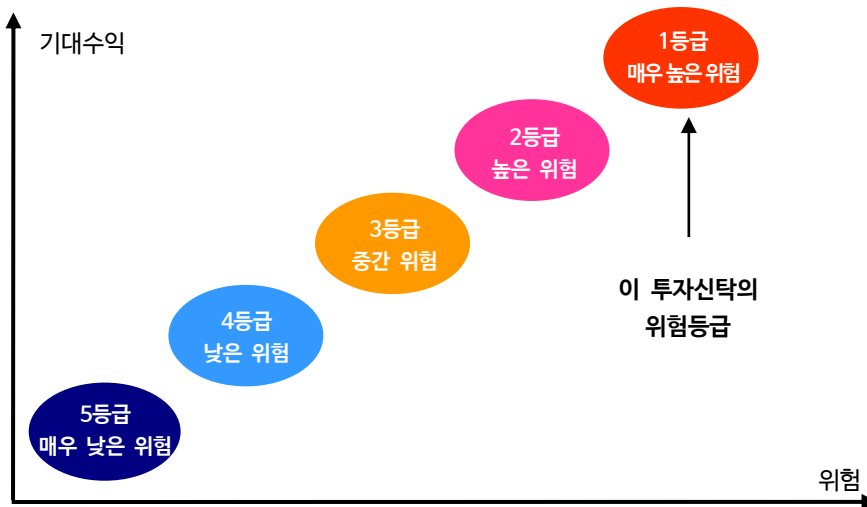 기대수익
1등급
매우 높은 위험
2등급
높은 위험
3등급
중간 위험
이 투자신탁의
위험등급
4등급
낮은 위험
5등급
매우 낮은 위험
위험